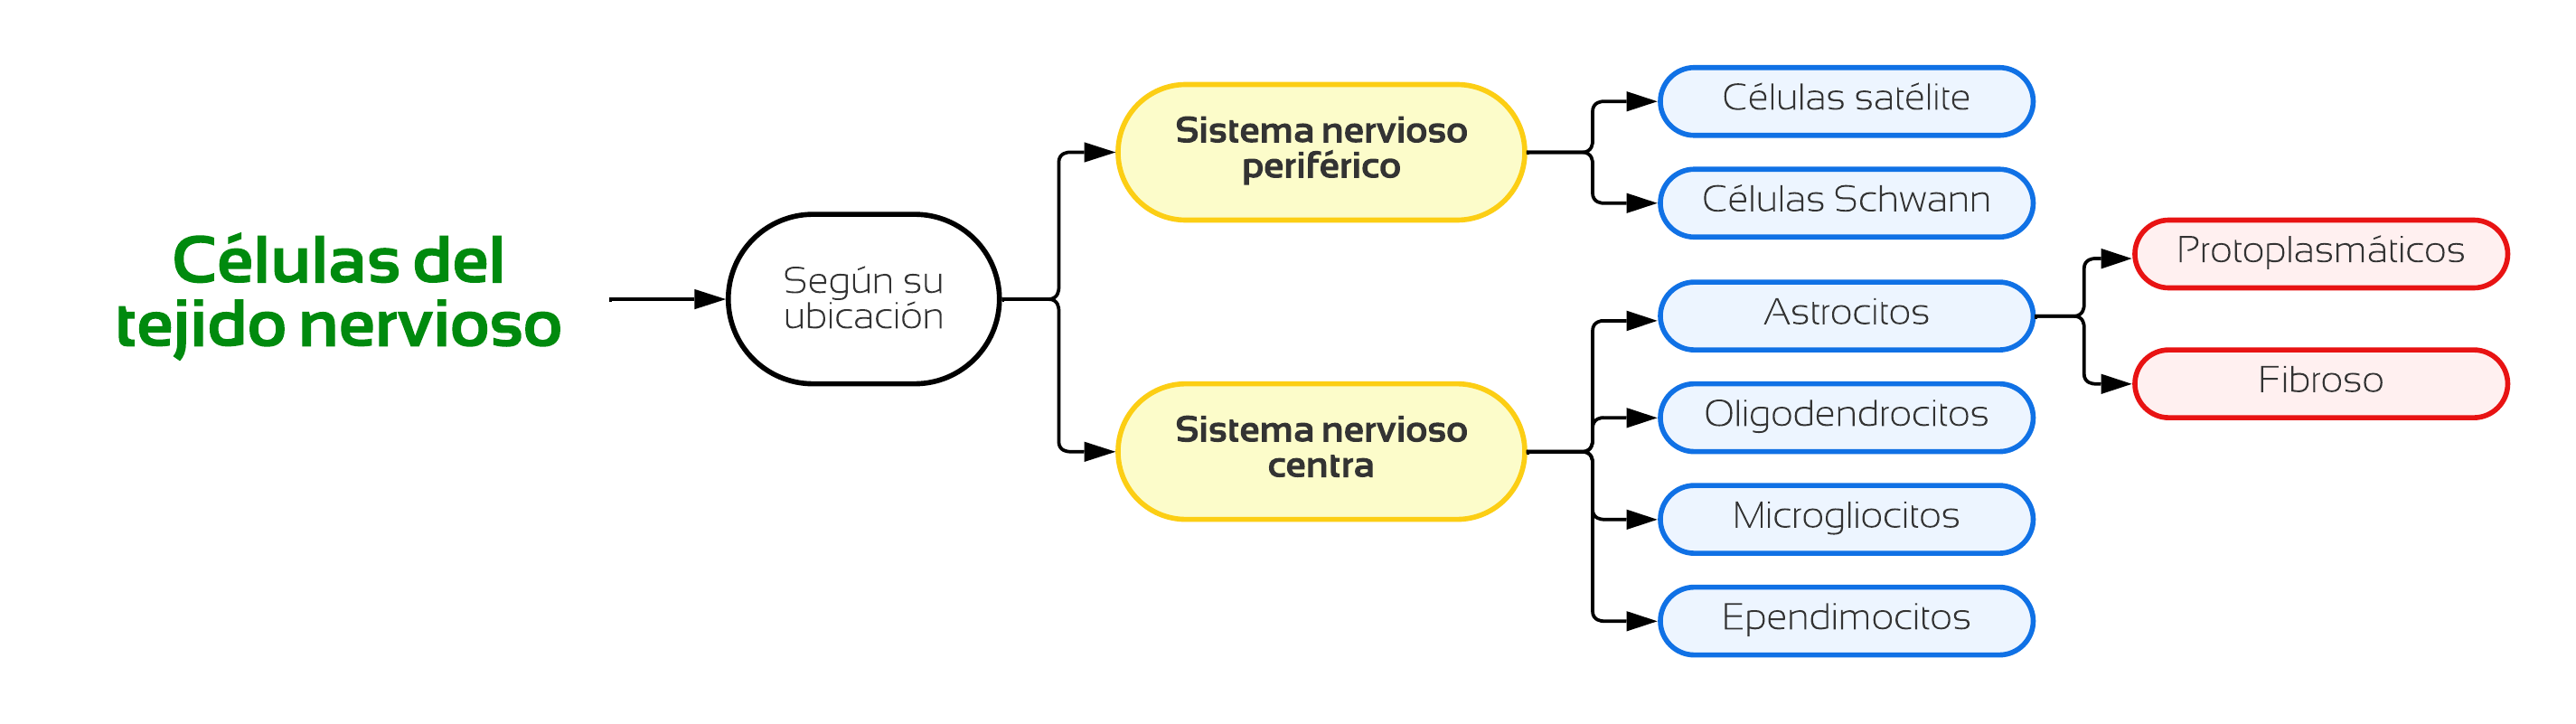 Células del
tejido nervioso
Según su
ubicación
Sistema nervioso
periférico
Células satélite
Células Schwann
Sistema nervioso
centra
Astrocitos
Protoplasmáticos
Fibroso
Oligodendrocitos
Microgliocitos
Ependimocitos